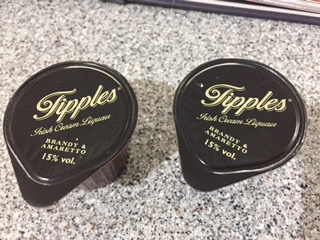 Tipples
Irish Cream Liqueur
BRANDY &
AMARETTO
15% vol.
Tipples
Irish Cream Liqueur
BRANDY &
AMARETTO
15% vol.